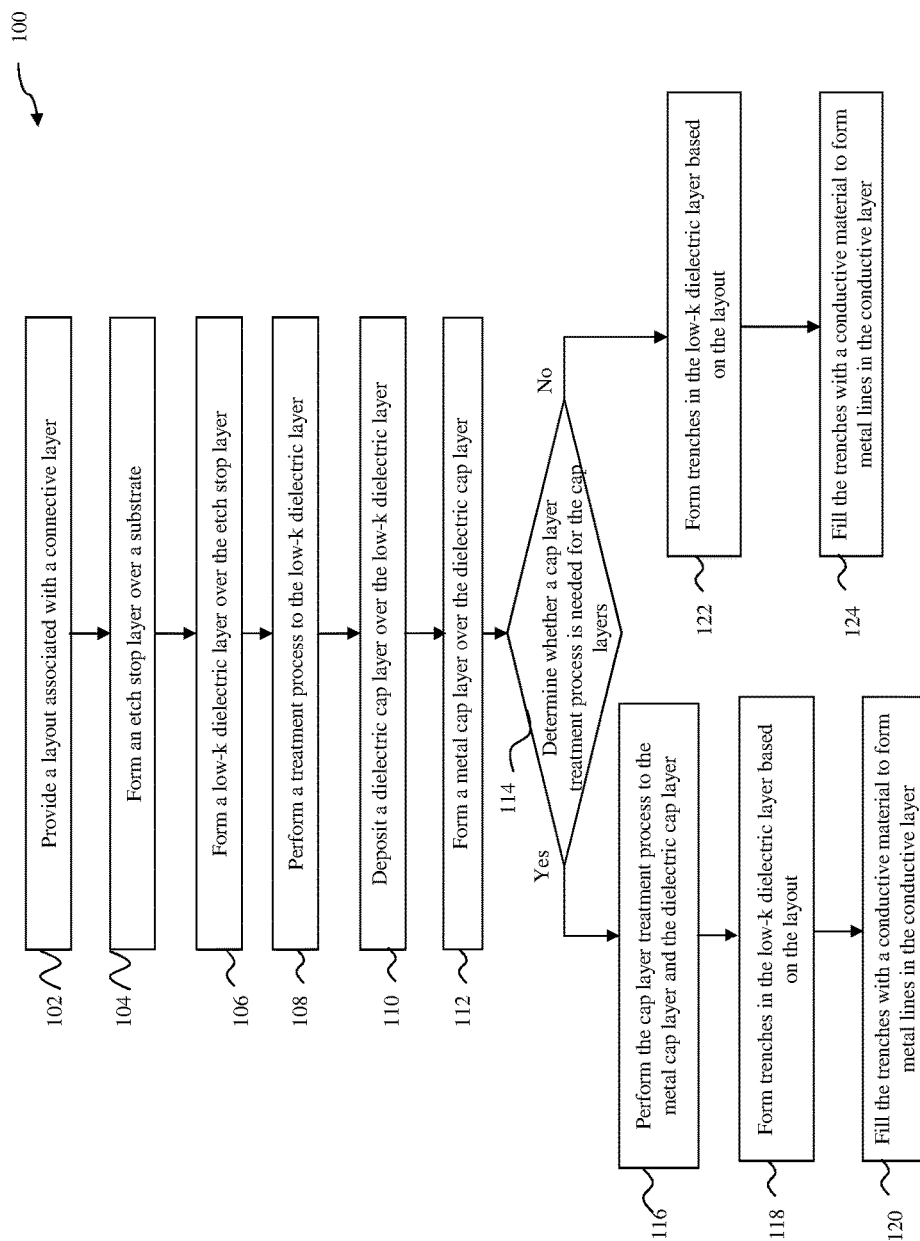 100
102
Provide a layout associated with a connective layer
104
Form an etch stop layer over a substrate
106
Form a low-k dielectric layer over the etch stop layer
108
Perform a treatment process to the low-k dielectric layer
110
Deposit a dielectric cap layer over the low-k dielectric layer
112
Form a metal cap layer over the dielectric cap layer
114
Determine whether a cap layer
treatment process is needed for the cap
layers
Yes
No
116
Perform the cap layer treatment process to the
metal cap layer and the dielectric cap layer
118
Form trenches in the low-k dielectric layer based
on the layout
120
Fill the trenches with a conductive material to form
metal lines in the conductive layer
122
Form trenches in the low-k dielectric layer based
on the layout
124
Fill the trenches with a conductive material to form
metal lines in the conductive layer